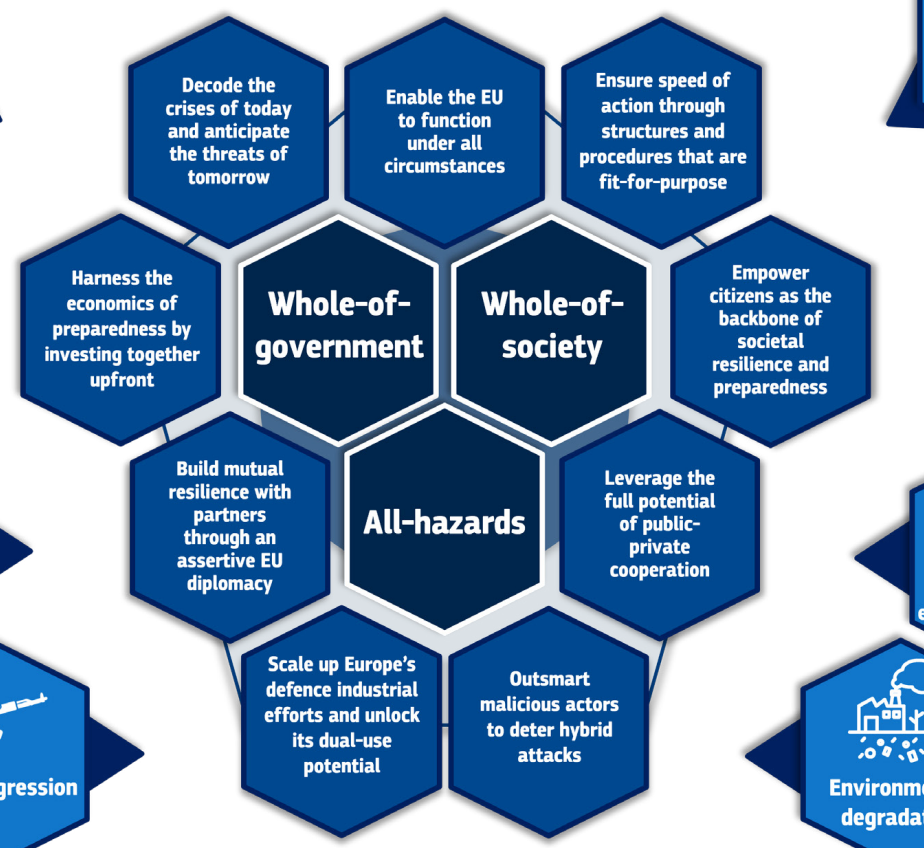 Decode the
crises of today
and anticipate
the threats of
tomorrow
Enable the EU
to function
under all
circumstances
Ensure speed of
action through
structures and
procedures that are
fit-for-purpose
Harness the
economics of
preparedness by
investing together
upfront
Whole-of-
government
Whole-of-
society
Empower
citizens as the
backbone of
societal
resilience and
preparedness
Build mutual
resilience with
partners
through an
assertive EU
diplomacy
All-hazards
Leverage the
full potential
of public-
private
cooperation
Scale up Europe's
defence industrial
efforts and unlock
its dual-use
potential
Outsmart
malicious actors
to deter hybrid
attacks